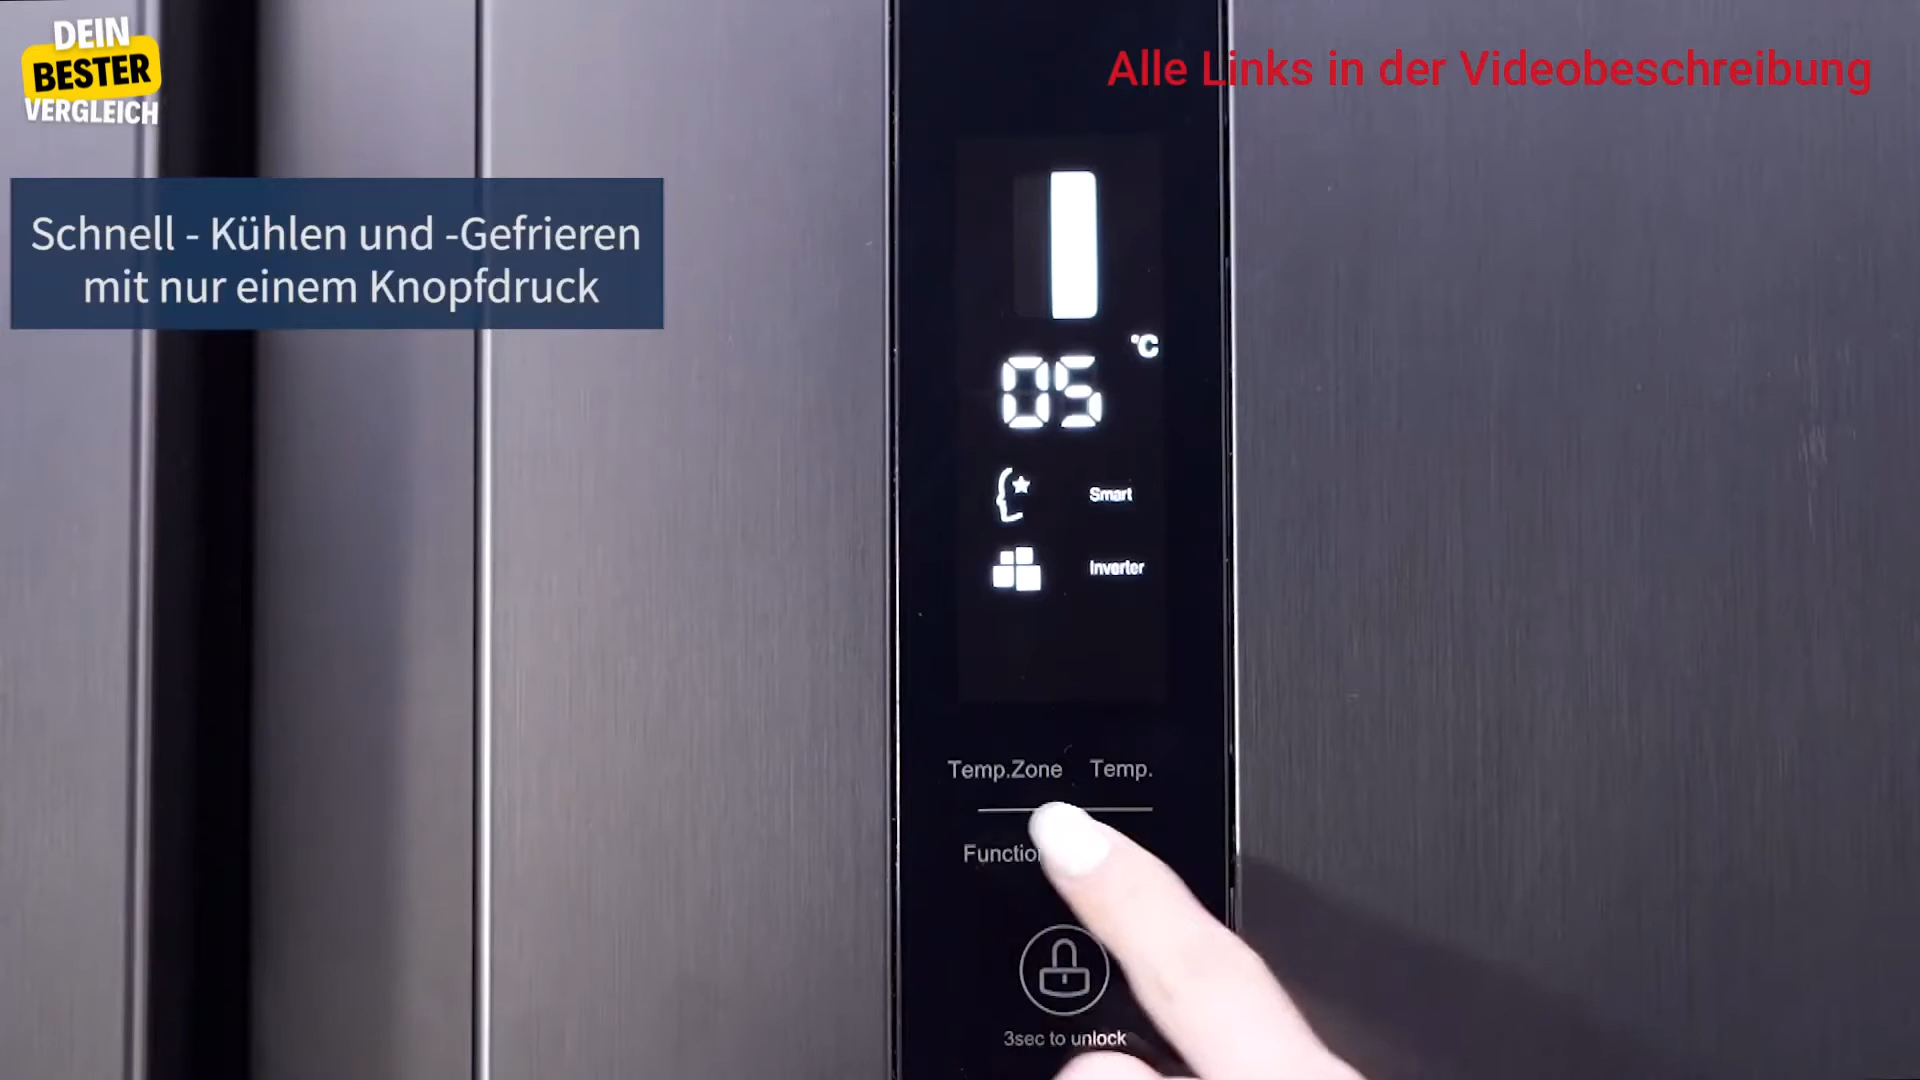 DEIN
BESTER
VERGLEICH
Alle Links in der Videobeschreibung
Schnell - Kühlen und -Gefrieren
mit nur einem Knopfdruck
°C
05
Smart
Inverter
Temp.Zone Temp.
3sec to unlock